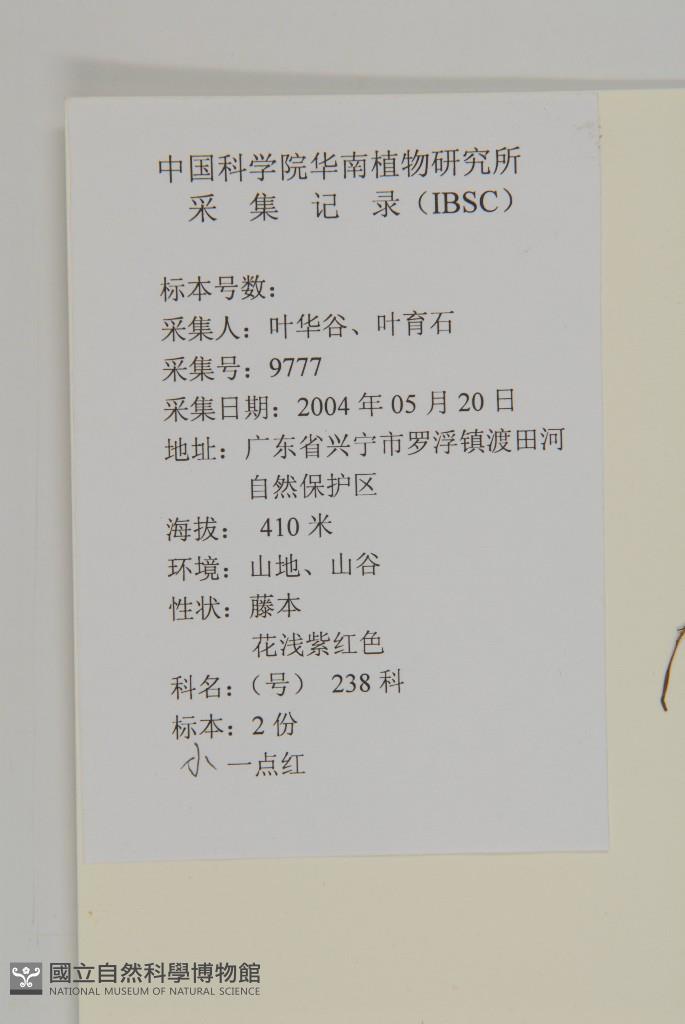 中国科学院华南植物研究所
采 集 记 录（IBSC）
标本号数：
采集人：叶华谷、叶育石
采集号：9777
采集日期：2004 年 05 月 20 日
地址：广东省兴宁市罗浮镇渡田河
自然保护区
海拔： 410 米
环境：山地、山谷
性状：藤本
花浅紫红色
科名：（号） 238 科
标本：2 份
小 一点红
國立自然科學博物館
NATIONAL MUSEUM OF NATURAL SCIENCE